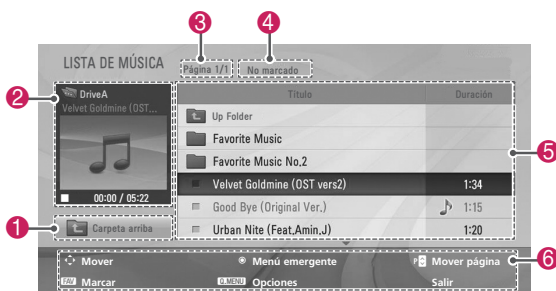 3 4
LISTA DE MÚSICA Página 1/1 No marcado
2 DriveA Título Duración
Velvet Goldmine (OST...
Up Folder
Favorite Music
5
Favorite Music No.2
Velvet Goldmine (OST vers2) 1:34
00:00 / 05:22
Good Bye (Original Ver.) 1:15
1 Carpeta arriba
Urban Nite (Feat.Amin.J) 1:20
Mover Menú emergente P Mover página 6
FAV Marcar Q.MENU Opciones Salir